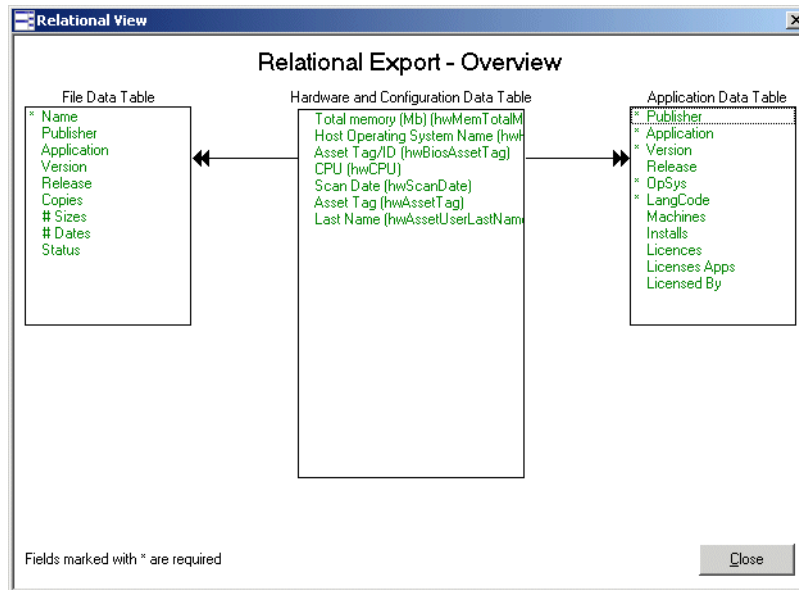 Relational View
Relational Export - Overview
File Data Table
* Name
Publisher
Application
Version
Release
Copies
# Sizes
# Dates
Status
Hardware and Configuration Data Table
Total memory (Mb) (hwMemTotalM
Host Operating System Name (hwH
Asset Tag/ID (hwBiosAssetTag)
CPU (hwCPU)
Scan Date (hwScanDate)
Asset Tag (hwAssetTag)
Last Name (hwAssetUserLastName
Application Data Table
* Publisher
* Application
* Version
Release
* OpSys
* LangCode
Machines
Installs
Licences
Licenses Apps
Licensed By
Fields marked with * are required
Close